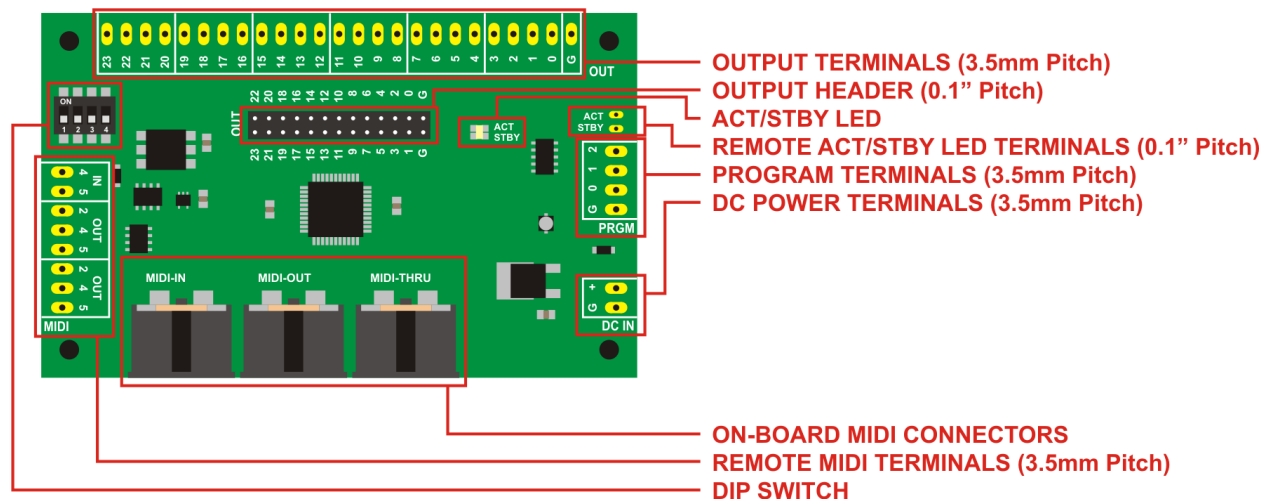 23 22 21 20 19 18 17 16 15 14 13 12 11 10 9 8 7 6 5 4 3 2 1 0 G
OUT
ON
1 2 3 4
22 20 18 16 14 12 10 8 6 4 2 0 G
OUT
23 21 19 17 15 13 11 9 7 5 3 1 G
ACT
STBY
ACT
STBY
2 1 0 G
PRGM
+ G
DC IN
4 5
IN
2 4 5
OUT
2 4 5
OUT
MIDI
MIDI-IN MIDI-OUT MIDI-THRU
OUTPUT TERMINALS (3.5mm Pitch)
OUTPUT HEADER (0.1” Pitch)
ACT/STBY LED
REMOTE ACT/STBY LED TERMINALS (0.1” Pitch)
PROGRAM TERMINALS (3.5mm Pitch)
DC POWER TERMINALS (3.5mm Pitch)
ON-BOARD MIDI CONNECTORS
REMOTE MIDI TERMINALS (3.5mm Pitch)
DIP SWITCH